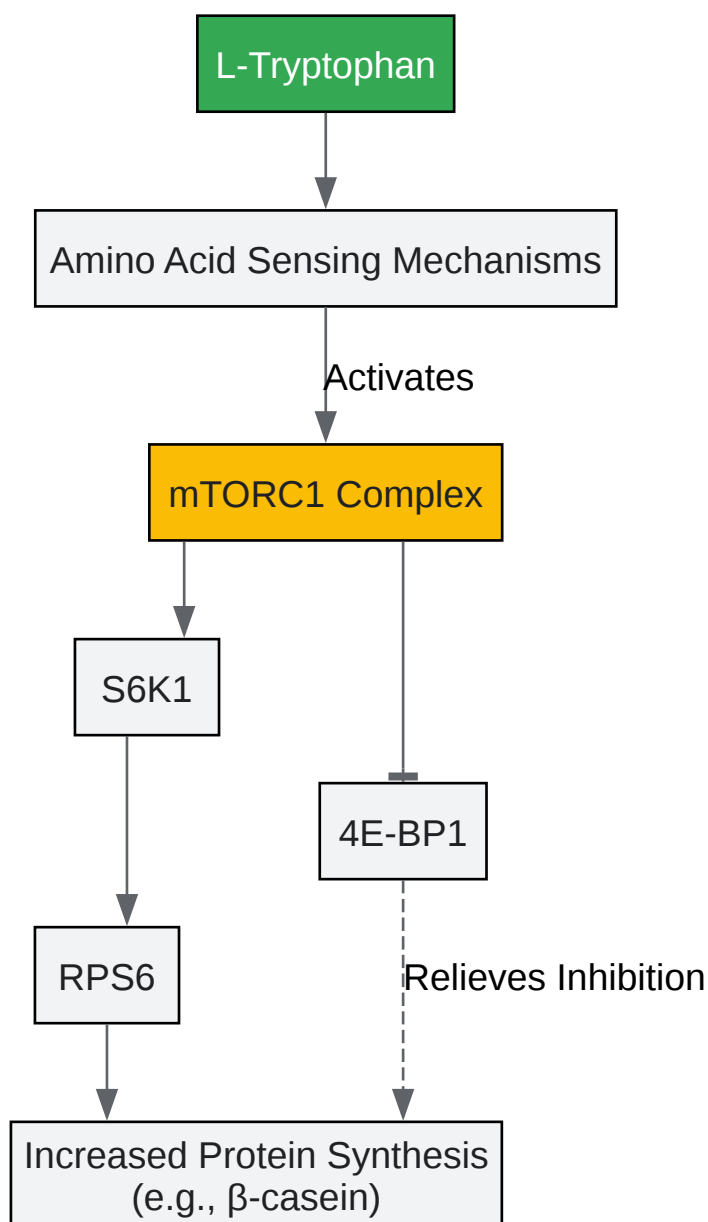 L-Tryptophan
Amino Acid Sensing Mechanisms
Activates
mTORC1 Complex
S6K1
4E-BP1
RPS6
Relieves Inhibition
Increased Protein Synthesis
(e.g., β-casein)